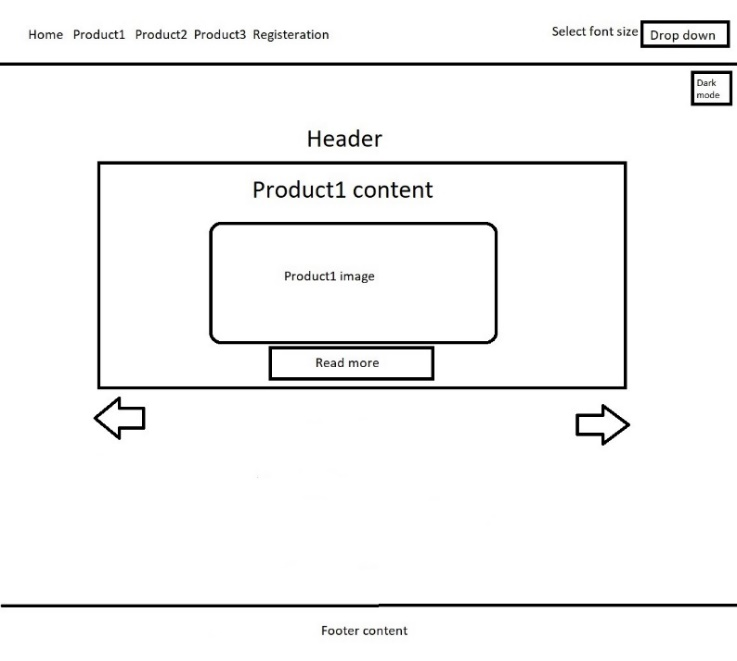 Home Product1 Product2 Product3 Registeration
Select font size Drop down
Dark
mode
Header
Product1 content
Product1 image
Read more
Footer content